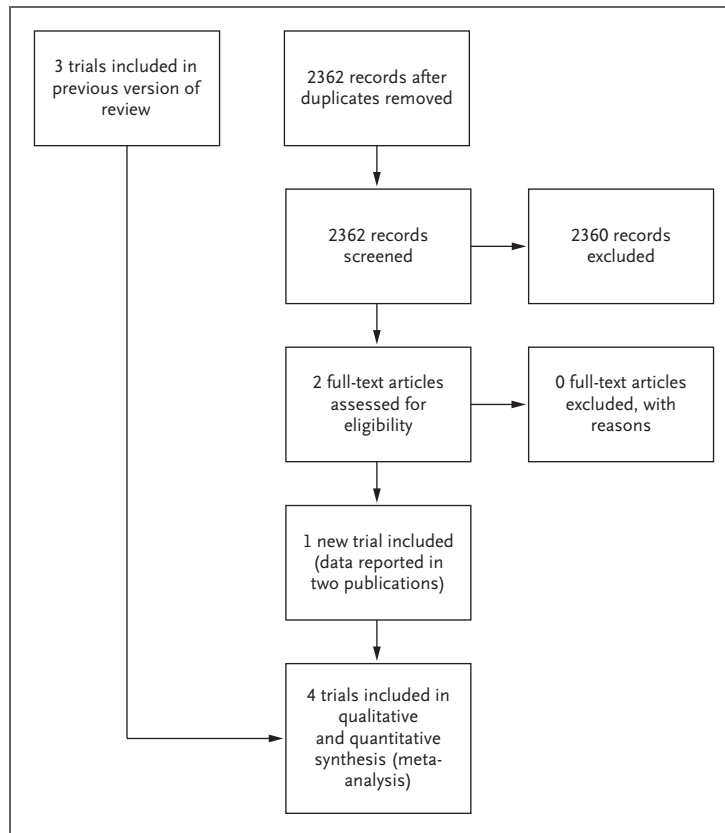 3 trials included in
previous version of
review
2362 records after
duplicates removed
2362 records
screened
2360 records
excluded
2 full-text articles
assessed for
eligibility
0 full-text articles
excluded, with
reasons
1 new trial included
(data reported in
two publications)
4 trials included in
qualitative
and quantitative
synthesis (meta-
analysis)